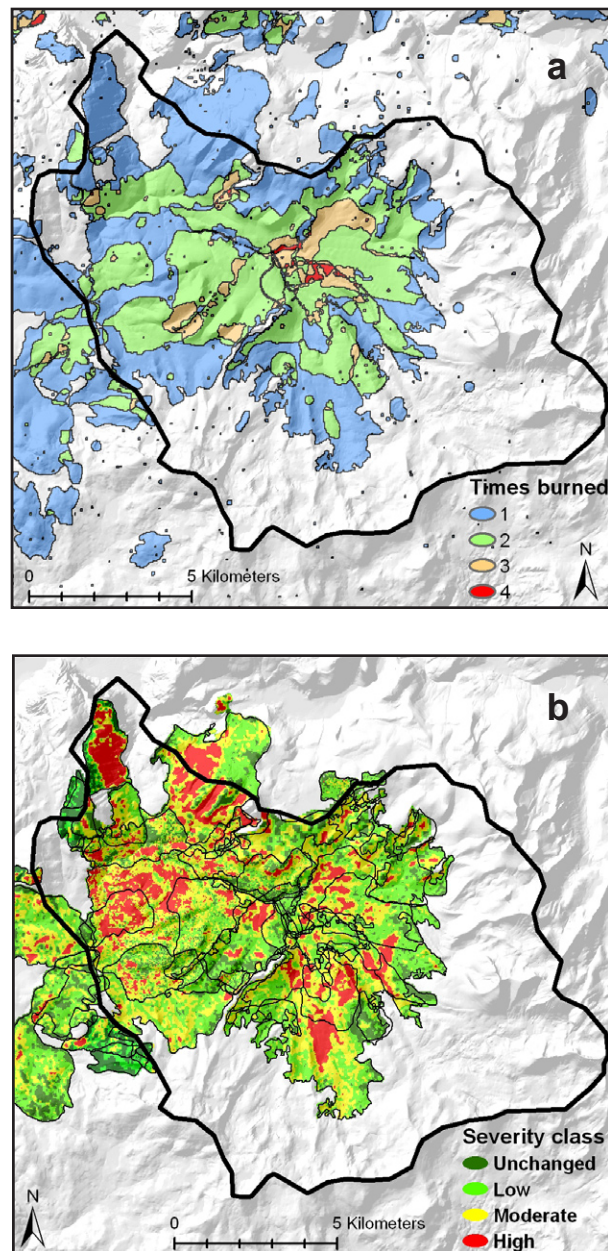 a
Times burned
1
2
3
4
N
0 5 Kilometers
b
Severity class
Unchanged
Low
Moderate
High
N
0 5 Kilometers